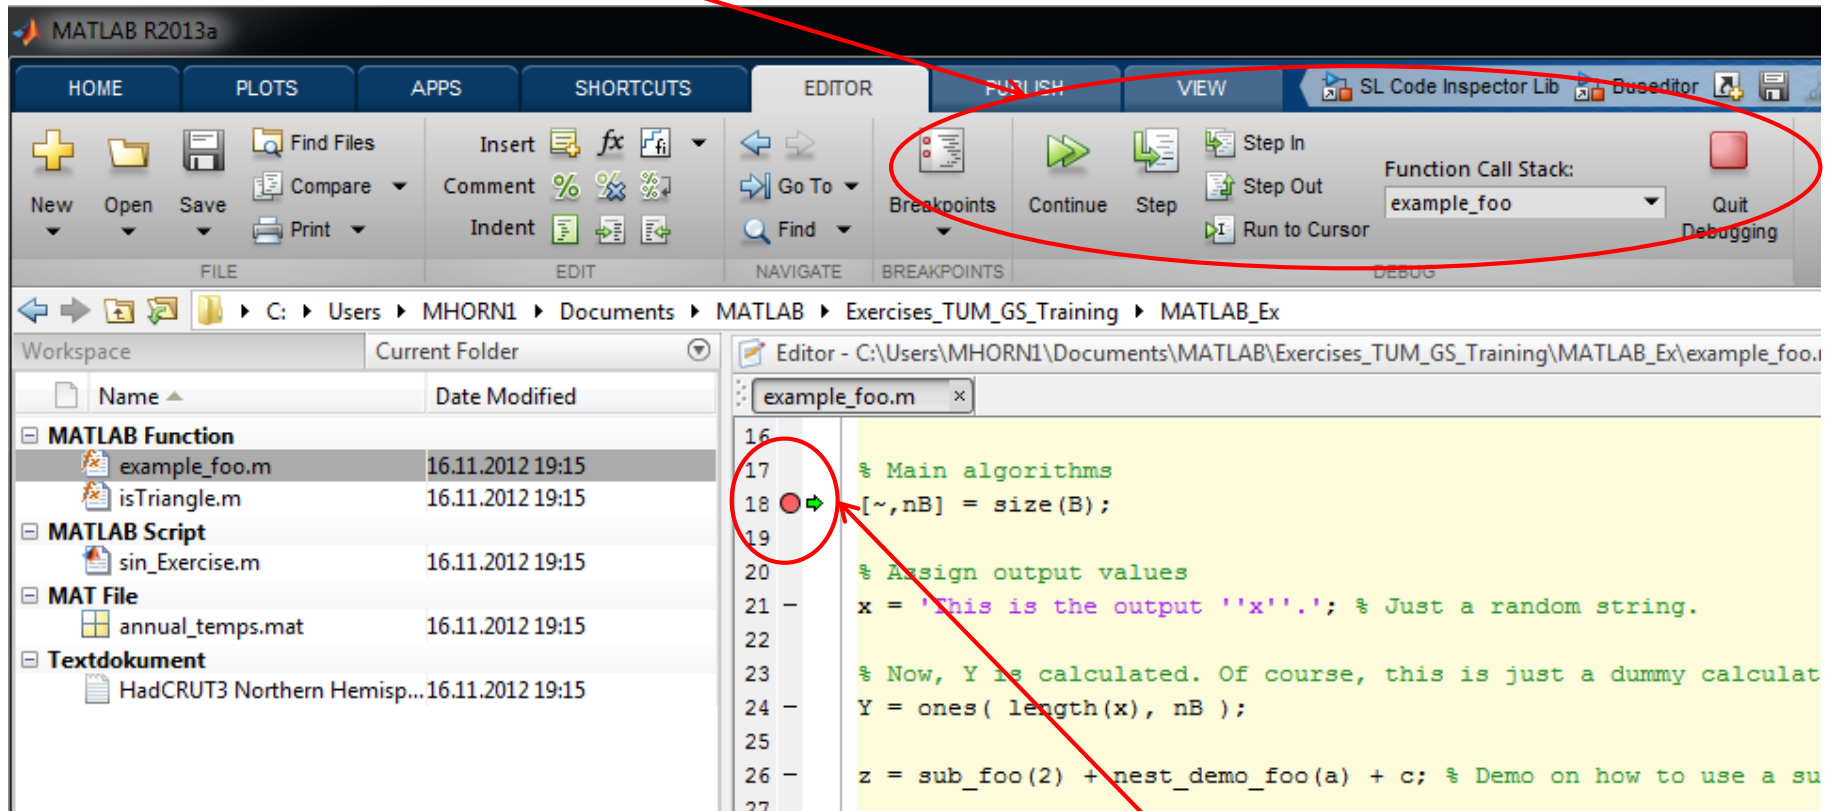 MATLAB R2013a
HOME PLOTS APPS SHORTCUTS EDITOR PUBLISH VIEW SL Code Inspector Lib Buseditor
New Open Save Find Files Compare Print
FILE
Insert fx fi
Comment % %
Indent
EDIT
Go To
Find
NAVIGATE
Breakpoints
BREAKPOINTS
Continue Step Step In
Step Out
Run to Cursor
Function Call Stack:
example_foo
Quit Debugging
DEBUG
C: Users MHORN1 Documents MATLAB Exercises_TUM_GS_Training MATLAB_Ex
Workspace Current Folder
Name Date Modified
MATLAB Function
example_foo.m 16.11.2012 19:15
isTriangle.m 16.11.2012 19:15
MATLAB Script
sin_Exercise.m 16.11.2012 19:15
MAT File
annual_temps.mat 16.11.2012 19:15
Textdokument
HadCRUT3 Northern Hemisp... 16.11.2012 19:15
Editor - C:\Users\MHORN1\Documents\MATLAB\Exercises_TUM_GS_Training\MATLAB_Ex\example_foo.
example_foo.m ×
16
17 % Main algorithms
18 [~,nB] = size(B);
19
20 % Assign output values
21 – x = 'This is the output ''x''.'; % Just a random string.
22
23 % Now, Y is calculated. Of course, this is just a dummy calculat
24 – Y = ones( length(x), nB );
25
26 – z = sub_foo(2) + nest_demo_foo(a) + c; % Demo on how to use a su
27